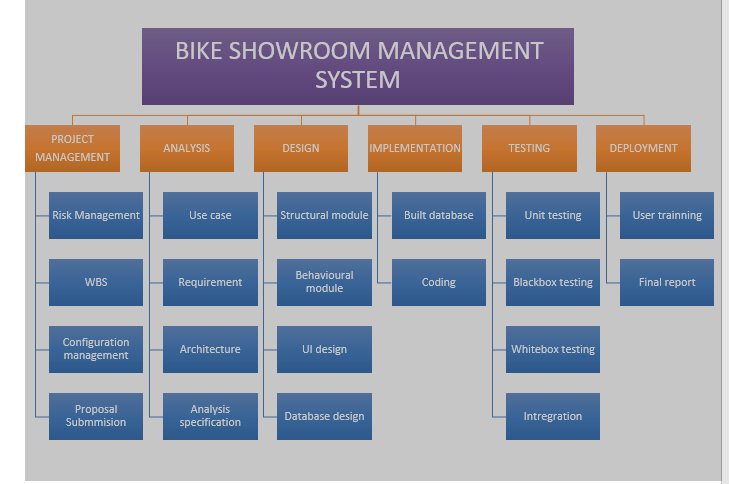 BIKE SHOWROOM MANAGEMENT
SYSTEM
PROJECT
MANAGEMENT
ANALYSIS
DESIGN
IMPLEMENTATION
TESTING
DEPLOYMENT
Risk Management
WBS
Configuration
management
Proposal
Submmision
Use case
Requirement
Architecture
Analysis
specification
Structural module
Behavioural
module
UI design
Database design
Built database
Coding
Unit testing
Blackbox testing
Whitebox testing
Intregration
User trainning
Final report